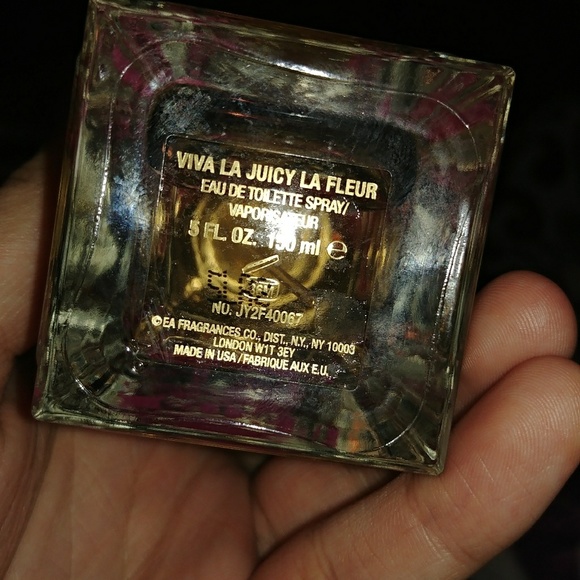 VIVA LA JUICY LA FLEUR
EAU DE TOILETTE SPRAY/
VAPORISATEUR
5 FL. OZ. 150 ml ℮
36M
NO. JY2F40067
©EA FRAGRANCES CO., DIST., N.Y., NY 10003
LONDON W1T 3EY
MADE IN USA/FABRIQUE AUX E.U.